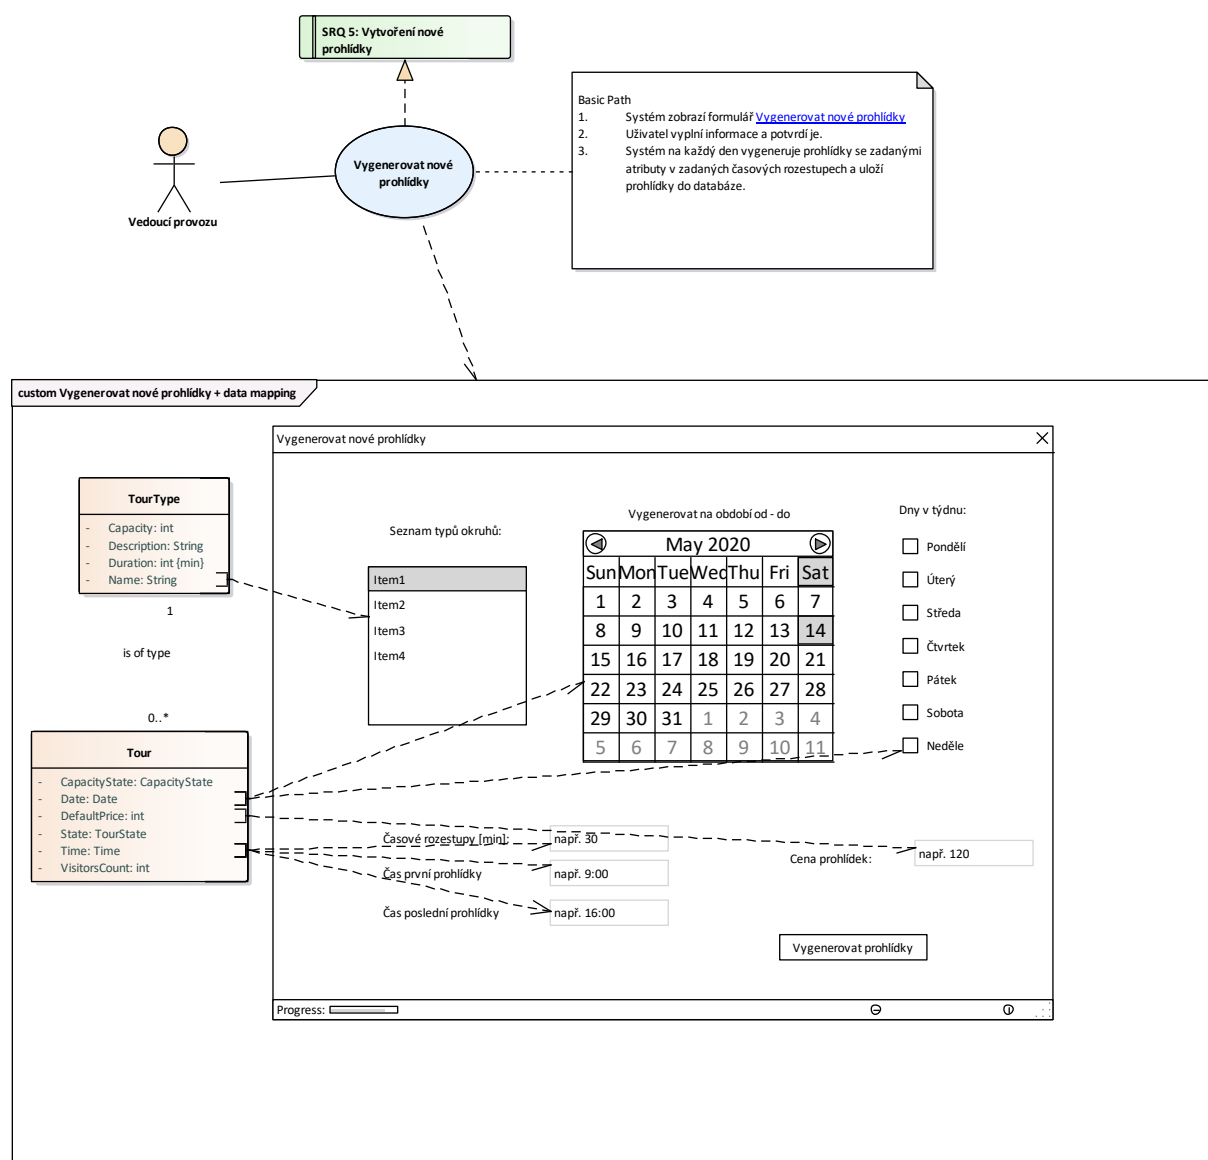 SRQ 5: Vytvoření nové
prohlídky
Basic Path
1. Systém zobrazí formulář Vygenerovat nové prohlídky
2. Uživatel vyplní informace a potvrdí je.
3. Systém na každý den vygeneruje prohlídky se zadanými
atributy v zadaných časových rozestupech a uloží
prohlídky do databáze.
Vygenerovat nové
prohlídky
Vedoucí provozu
custom Vygenerovat nové prohlídky + data mapping
Vygenerovat nové prohlídky
TourType
- Capacity: int
- Description: String
- Duration: int {min}
- Name: String
1
is of type
0..*
Tour
- CapacityState: CapacityState
- Date: Date
- DefaultPrice: int
- State: TourState
- Time: Time
- VisitorsCount: int
Seznam typů okruhů:
Item1
Item2
Item3
Item4
Vygenerovat na období od - do
May 2020
Sun Mon Tue Wed Thu Fri Sat
1 2 3 4 5 6 7
8 9 10 11 12 13 14
15 16 17 18 19 20 21
22 23 24 25 26 27 28
29 30 31 1 2 3 4
5 6 7 8 9 10 11
Dny v týdnu:
Pondělí
Úterý
Středa
Čtvrtek
Pátek
Sobota
Neděle
Časové rozestupy [min]: např. 30
Čas první prohlídky např. 9:00
Čas poslední prohlídky např. 16:00
Cena prohlídek: např. 120
Vygenerovat prohlídky
Progress: